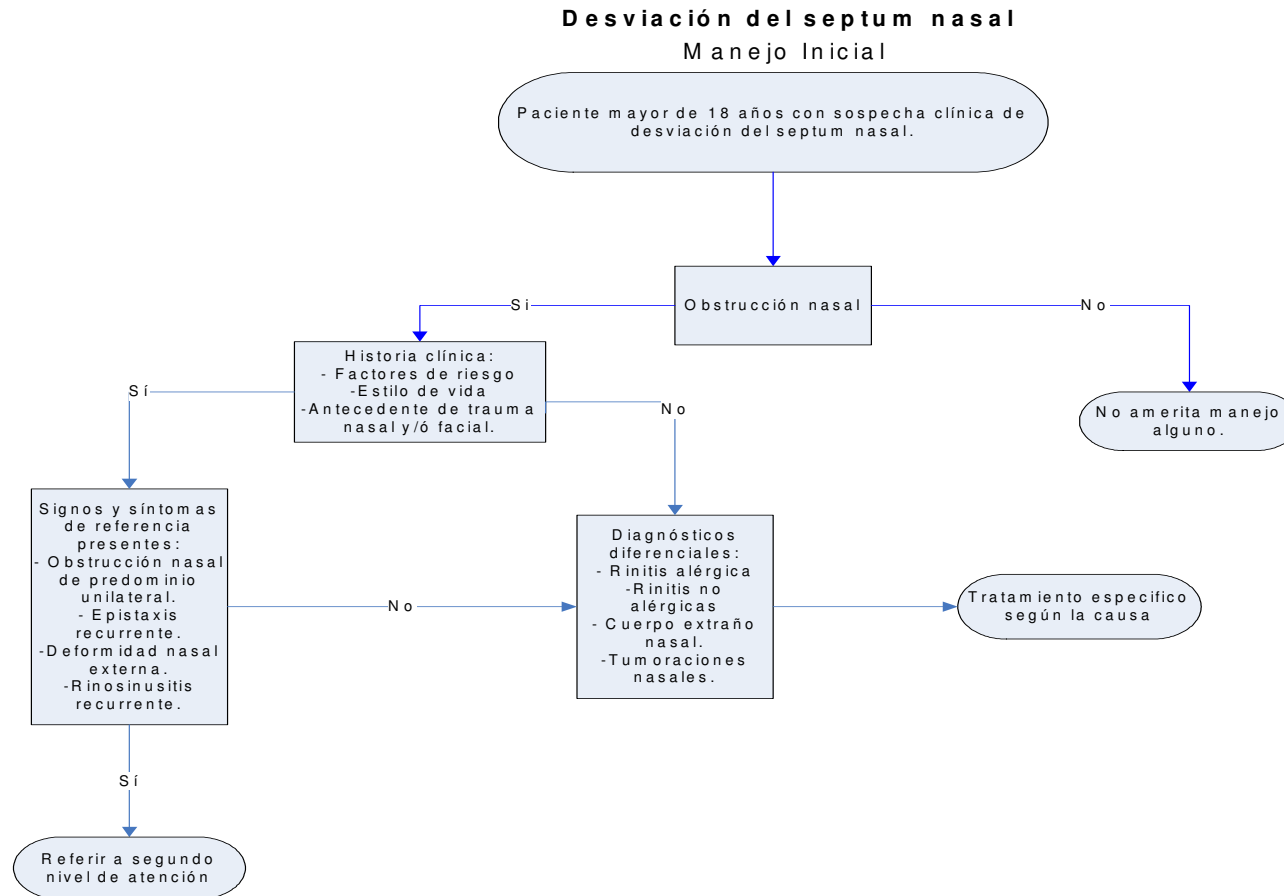 Desviación del septum nasal
Manejo Inicial
Paciente mayor de 18 años con sospecha clínica de
desviación del septum nasal.
Obstrucción nasal
Si
No
Historia clínica:
- Factores de riesgo
-Estilo de vida
-Antecedente de trauma
nasal y/ó facial.
Sí
No
No amerita manejo
alguno.
Signos y síntomas
de referencia
presentes:
- Obstrucción nasal
de predominio
unilateral.
- Epistaxis
recurrente.
-Deformidad nasal
externa.
-Rinosinusitis
recurrente.
No
Diagnósticos
diferenciales:
- Rinitis alérgica
-Rinitis no
alérgicas
- Cuerpo extraño
nasal.
-Tumoraciones
nasales.
Tratamiento especifico
según la causa
Sí
Referir a segundo
nivel de atención